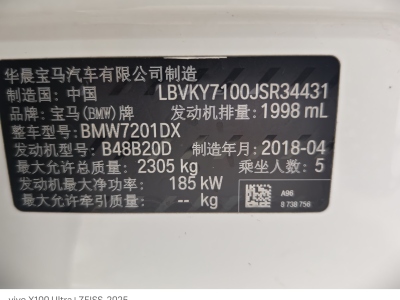 华晨宝马汽车有限公司制造
制造国：中国 LBVKY7100JSR34431
品牌：宝马(BMW)牌 发动机排量：1998 mL
整车型号：BMW7201DX
发动机型号：B48B20D 制造年月：2018-04
最大允许总质量：2305 kg 乘坐人数：5
发动机最大净功率：185 kW
最大允许牵引质量：-- kg
A96
8 738 756
vivo X100 Ultra | ZEISS 2025